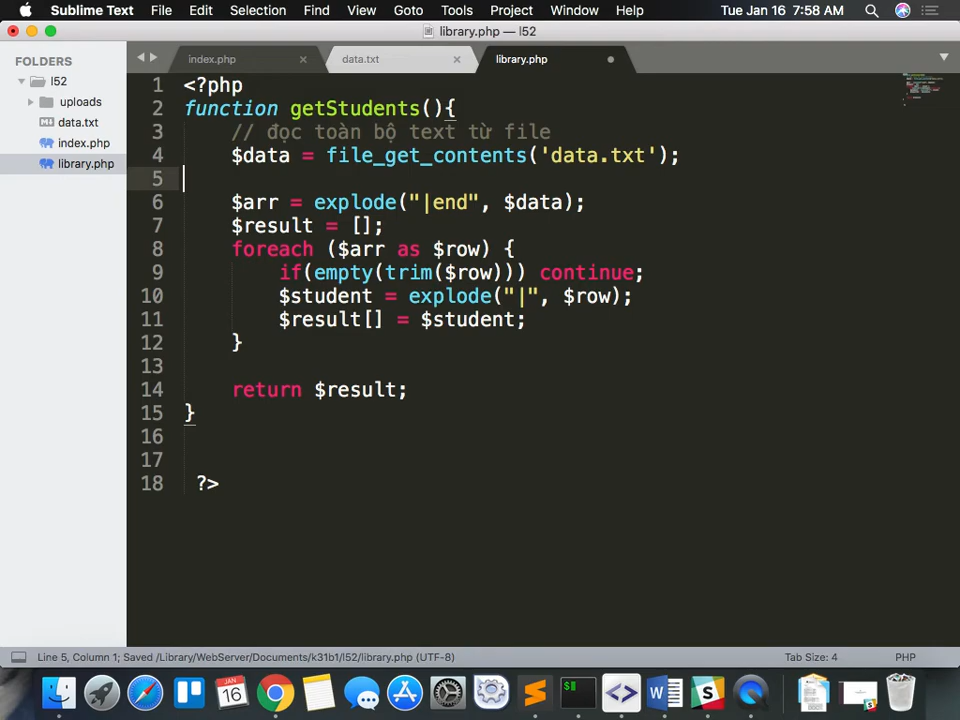 Sublime Text File Edit Selection Find View Goto Tools Project Window Help Tue Jan 16 7:58 AM
library.php — l52
FOLDERS
l52
uploads
data.txt
index.php
library.php
index.php data.txt library.php
1 <?php
2 function getStudents(){
3 // đọc toàn bộ text từ file
4 $data = file_get_contents('data.txt');
5
6 $arr = explode("|end", $data);
7 $result = [];
8 foreach ($arr as $row) {
9 if(empty(trim($row))) continue;
10 $student = explode("|", $row);
11 $result[] = $student;
12 }
13
14 return $result;
15 }
16
17
18 ?>
Line 5, Column 1; Saved /Library/WebServer/Documents/k31b1/l52/library.php (UTF-8) Tab Size: 4 PHP